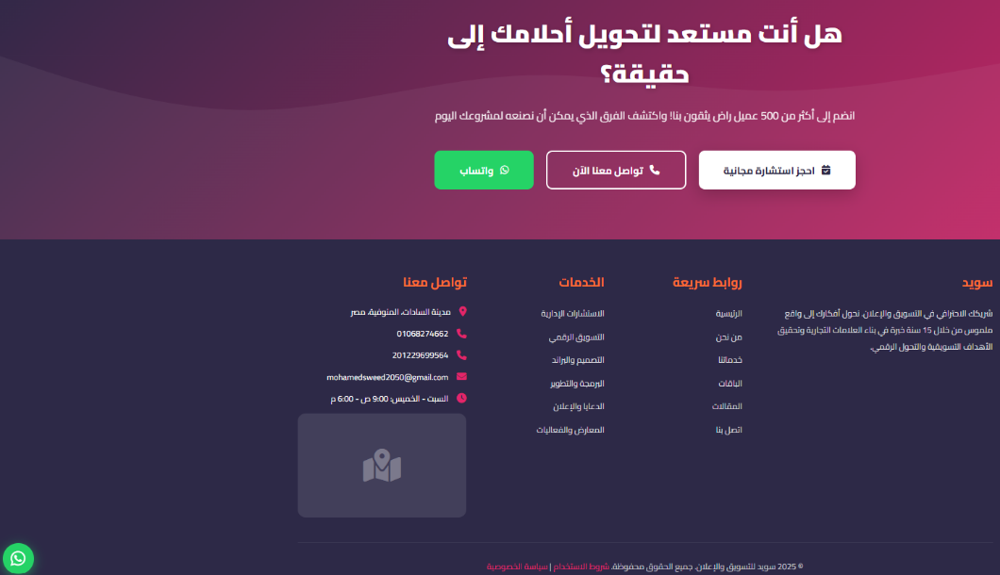 هل أنت مستعد لتحويل أحلامك إلى
حقيقة؟
انضم إلى أكثر من 500 عميل راضٍ يثقون بنا! واكتشف الفرق الذي يمكن أن نصنعه لمشروعك اليوم
احجز استشارة مجانية
تواصل معنا الآن
واتساب
سويد
شريكك الاحترافي في التسويق والإعلان. نحول أفكارك إلى واقع
ملموس من خلال 15 سنة خبرة في بناء العلامات التجارية وتحقيق
الأهداف التسويقية والتحول الرقمي.
روابط سريعة
الرئيسية
من نحن
خدماتنا
الباقات
المقالات
اتصل بنا
الخدمات
الاستشارات الإدارية
التسويق الرقمي
التصميم والبراند
البرمجة والتطوير
الدعايا والإعلان
المعارض والفعاليات
تواصل معنا
مدينة السادات، المنوفية، مصر
01068274662
201229699564
mohamedsweed2050@gmail.com
السبت - الخميس: 9:00 ص - 6:00 م
© 2025 سويد للتسويق والإعلان. جميع الحقوق محفوظة. شروط الاستخدام | سياسة الخصوصية